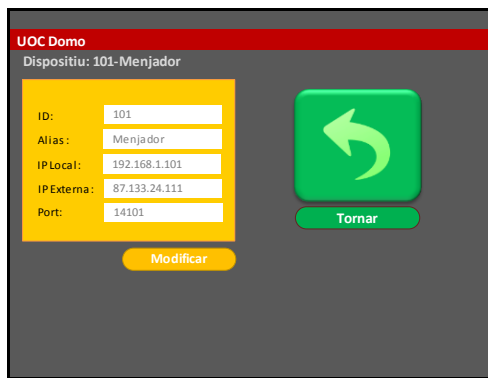 UOC Domo
Dispositiu: 101-Menjador
ID: 101
Alias: Menjador
IP Local: 192.168.1.101
IP Externa: 87.133.24.111
Port: 14101
Modificar
Tornar